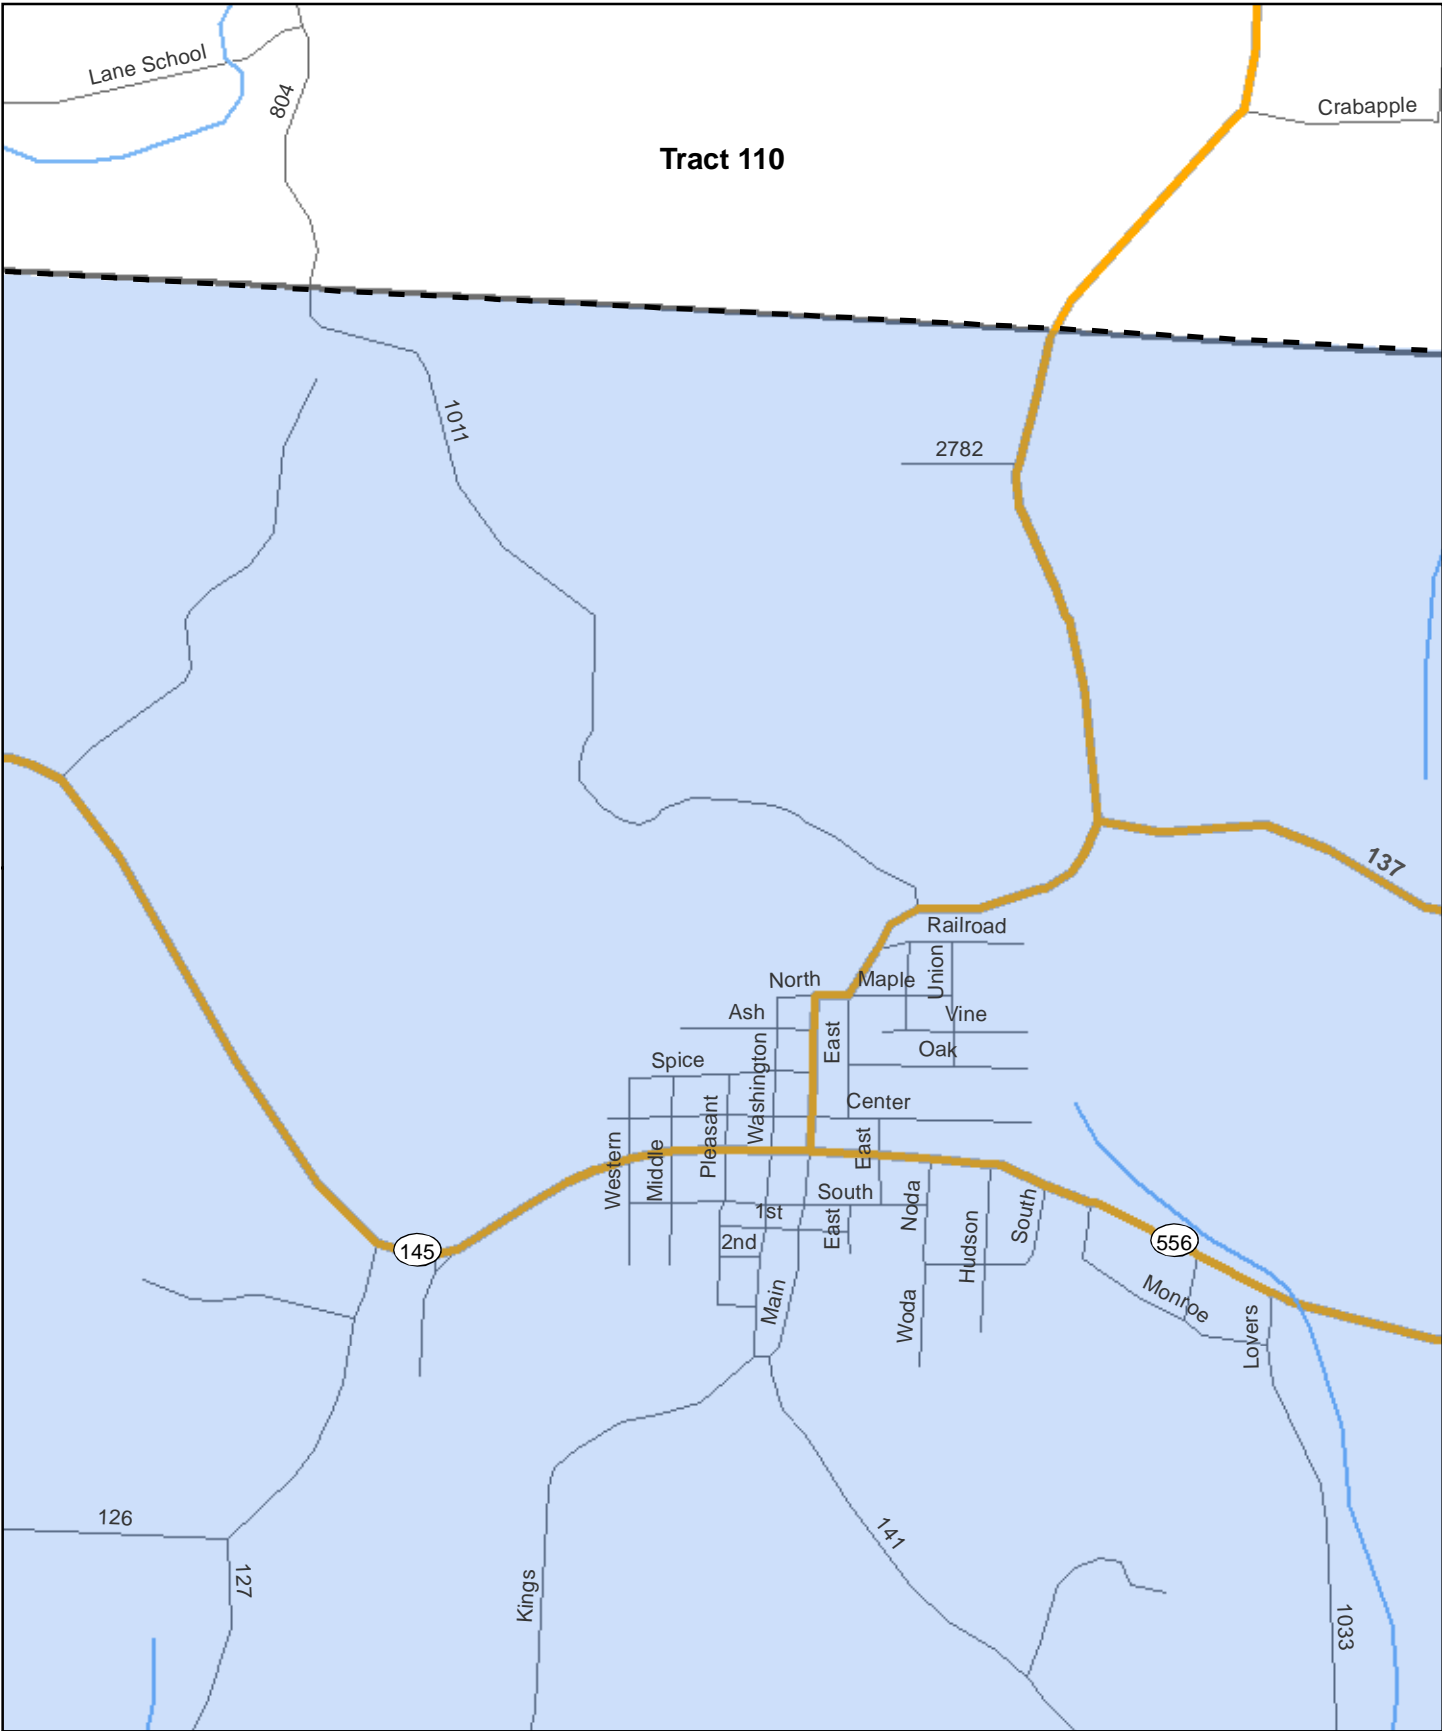 Lane School
804
Crabapple
Tract 110
1011
2782
137
Railroad
Union
North
Maple
Ash
Vine
East
Oak
Spice
Washington
Center
Pleasant
Western
Middle
East
South
1st
Noda
South
East
2nd
Hudson
145
556
Main
Monroe
Woda
Lovers
126
141
127
Kings
1033